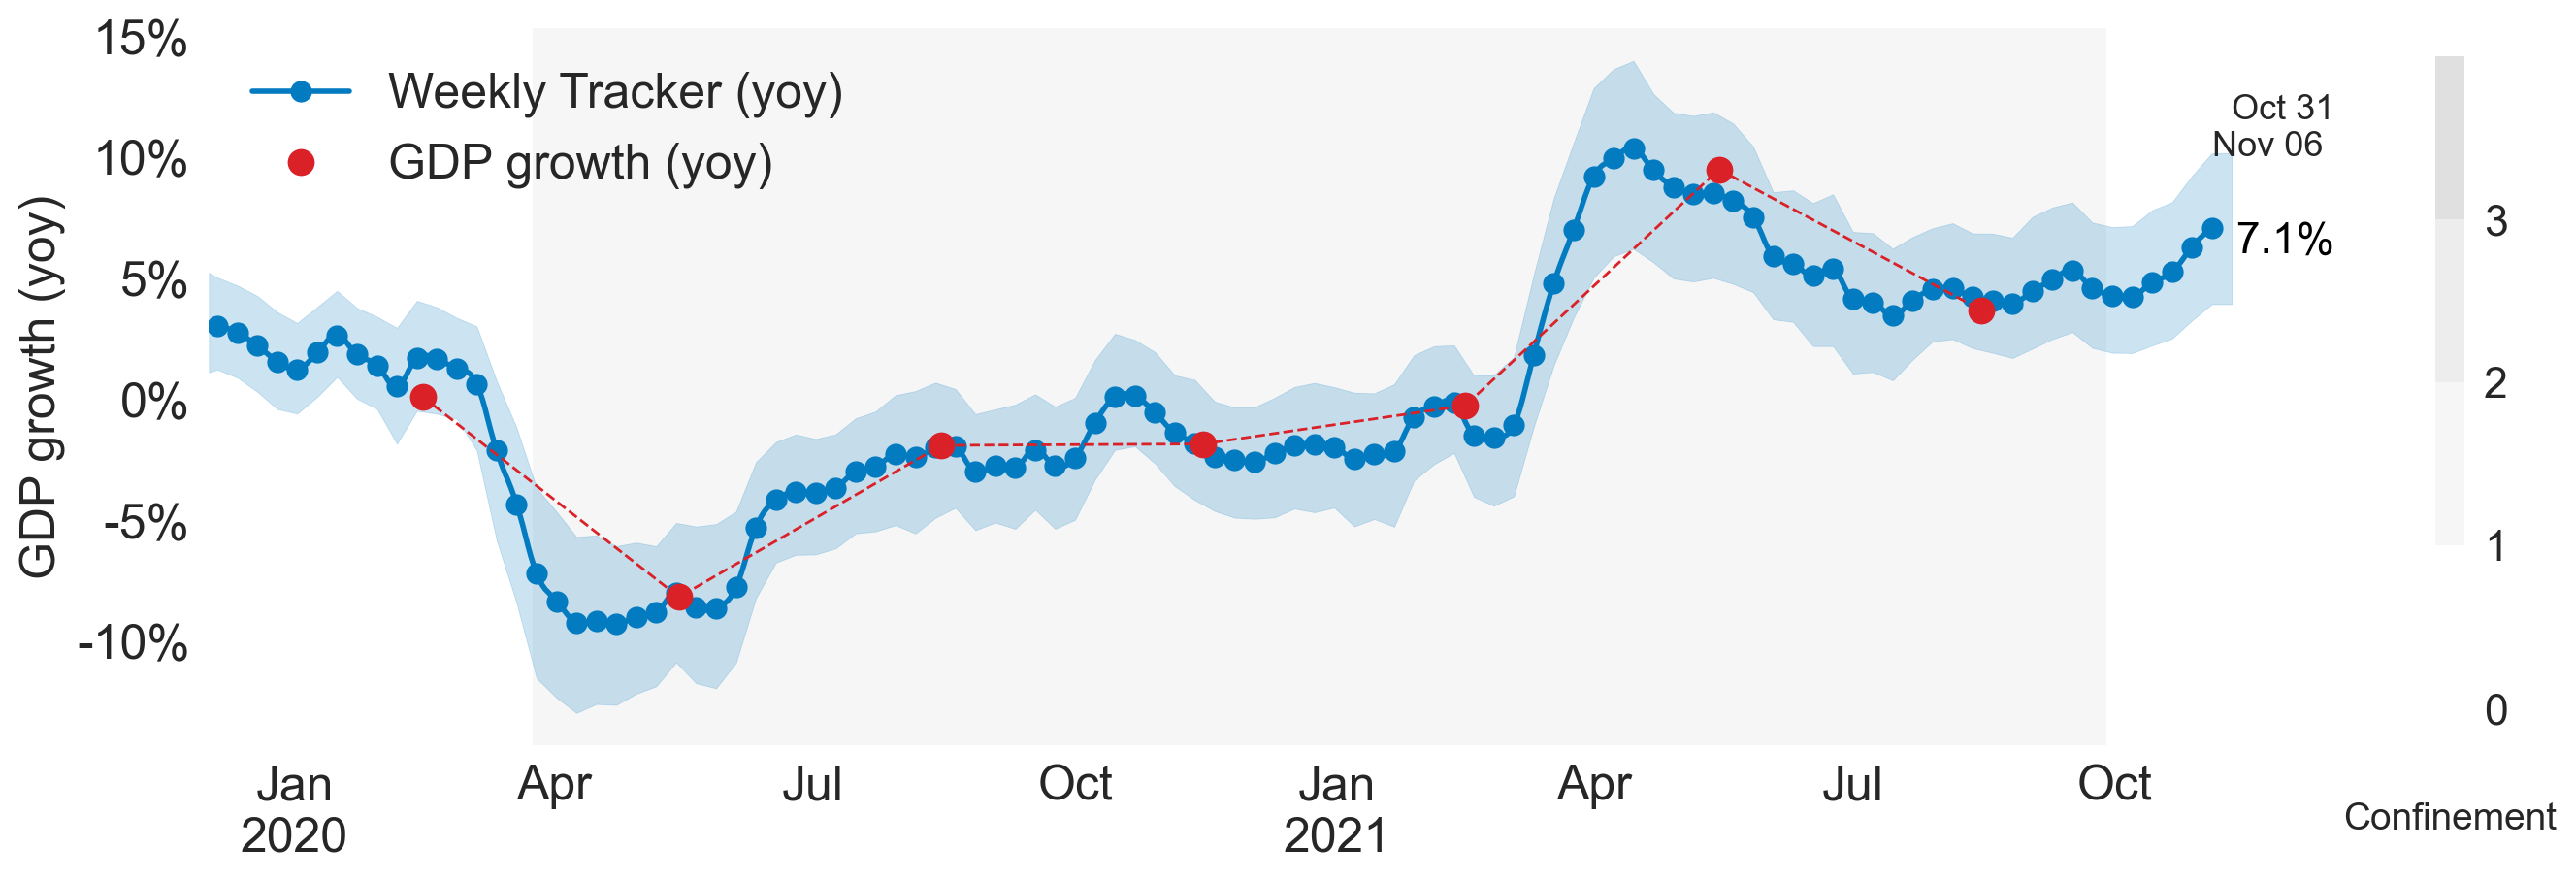 15%
10%
5%
0%
-5%
-10%
GDP growth (yoy)
Weekly Tracker (yoy)
GDP growth (yoy)
Oct 31
Nov 06
7.1%
3
2
1
0
Confinement
Jan Apr Jul Oct Jan Apr Jul Oct
2020 2021